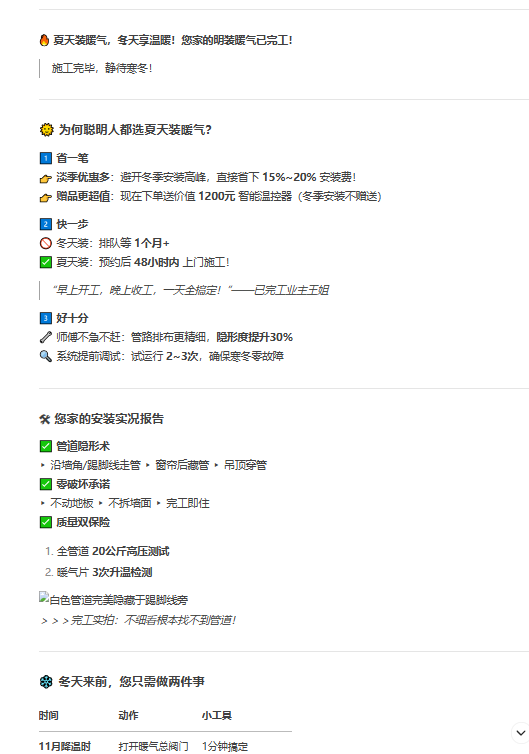 🔥 夏天装暖气，冬天享温暖！您家的明装暖气已完工！
施工完毕，静待寒冬！
🌞 为何聪明人都选夏天装暖气？
1️⃣ 省一笔
👉 淡季优惠多：避开冬季安装高峰，直接省下 15%~20% 安装费！
👉 赠品更超值：现在下单送价值 1200元 智能温控器（冬季安装不赠送）
2️⃣ 快一步
🚫 冬天装：排队等 1个月+
✅ 夏天装：预约后 48小时内 上门施工！
“早上开工，晚上收工，一天全搞定！”——已完工业主王姐
3️⃣ 好十分
🔧 师傅不急不赶：管路排布更精细，隐形度提升30%
🔍 系统提前调试：试运行 2~3次，确保寒冬零故障
🛠 您家的安装实况报告
✅ 管道隐形术
‣ 沿墙角/踢脚线走管 ‣ 窗帘后藏管 ‣ 吊顶穿管
✅ 零破坏承诺
‣ 不动地板 ‣ 不拆墙面 ‣ 完工即住
✅ 质量双保险
1. 全管道 20公斤高压测试
2. 暖气片 3次升温检测
白色管道完美隐藏于踢脚线旁
＞＞＞完工实拍：不细看根本找不到管道！
❄ 冬天来前，您只需做两件事
时间 动作 小工具
11月降温时 打开暖气总阀门 1分钟搞定